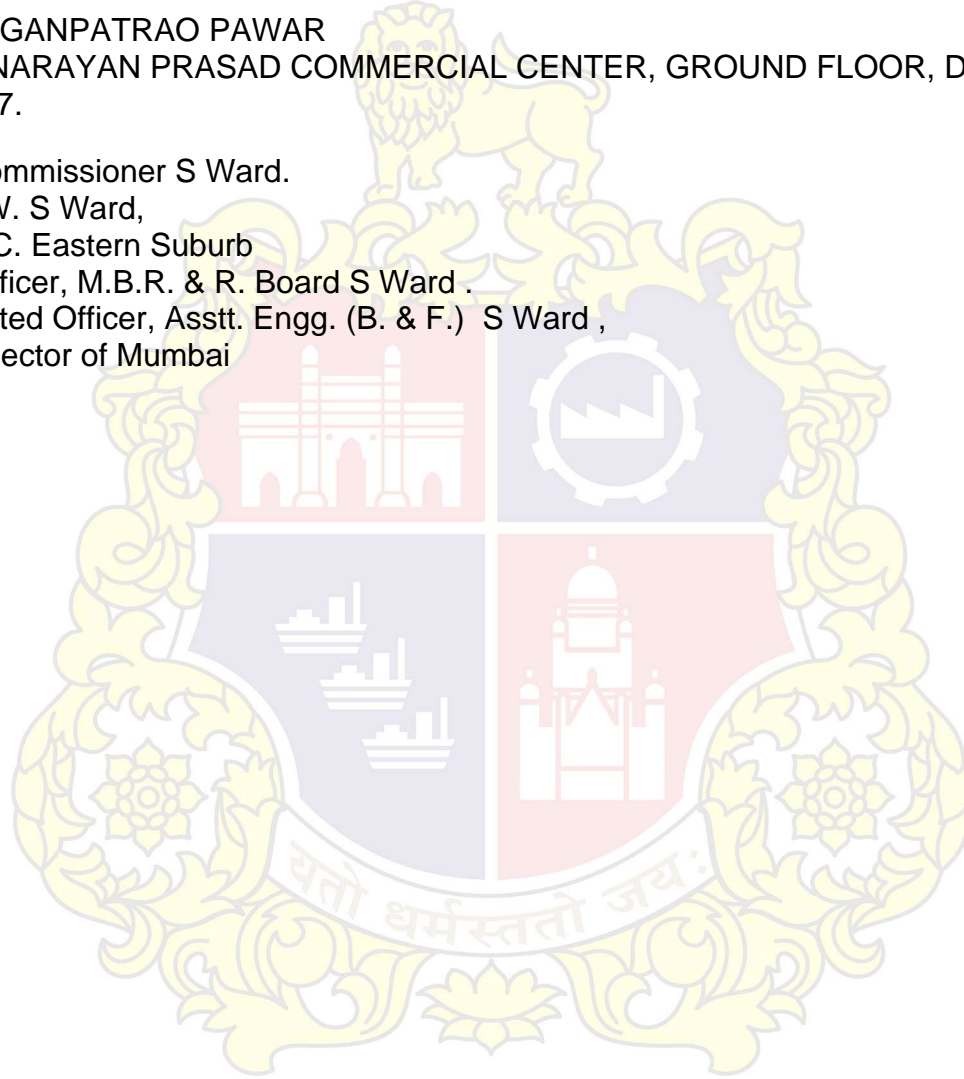 GANPATRAO PAWAR
NARAYAN PRASAD COMMERCIAL CENTER, GROUND FLOOR, D
7.
ommissioner S Ward.
W. S Ward,
C. Eastern Suburb
ficer, M.B.R. & R. Board S Ward .
ted Officer, Asstt. Engg. (B. & F.) S Ward ,
ector of Mumbai
यतो धर्मस्ततो जय: